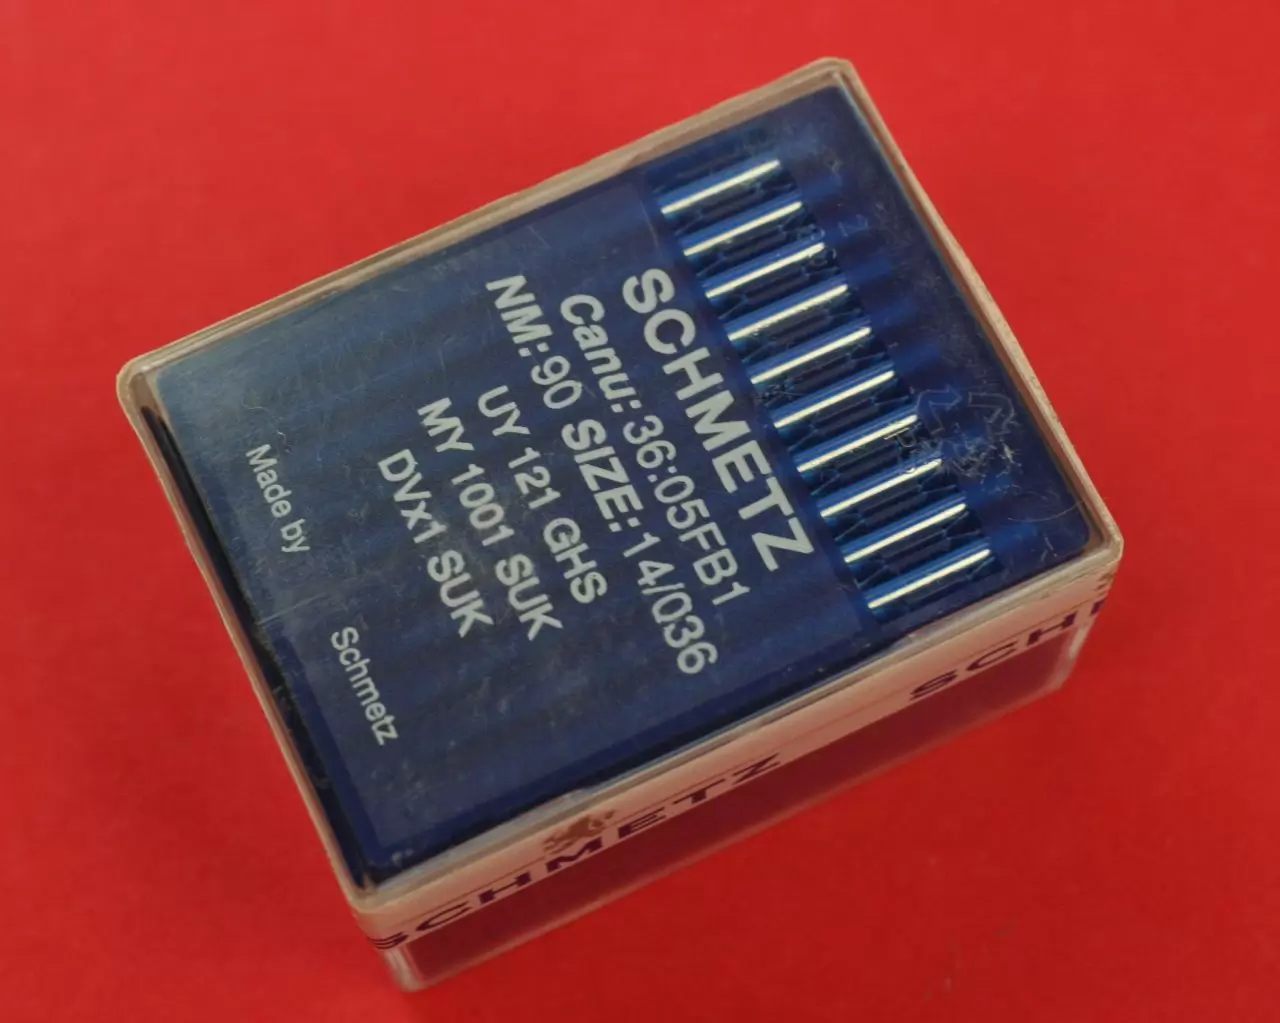 SCHMETZ
Canu: 36:05FB1
NM: 90 SIZE: 14/036
UY 121 GHS
MY 1001 SUK
DVx1 SUK
Made by
Schmetz
SCHMETZ
SCH